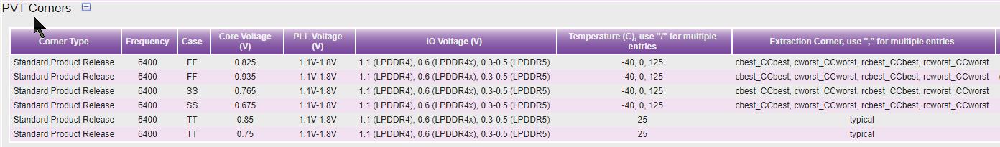 PVT Corners
Corner Type Frequency Case Core Voltage (V) PLL Voltage (V) IO Voltage (V) Temperature (C), use "/" for multiple entries Extraction Corner, use "," for multiple entries
Standard Product Release 6400 FF 0.825 1.1V-1.8V 1.1 (LPDDR4), 0.6 (LPDDR4x), 0.3-0.5 (LPDDR5) -40, 0, 125 cbest_CCbest, cworst_CCworst, rcbest_CCbest, rcworst_CCworst
Standard Product Release 6400 FF 0.935 1.1V-1.8V 1.1 (LPDDR4), 0.6 (LPDDR4x), 0.3-0.5 (LPDDR5) -40, 0, 125 cbest_CCbest, cworst_CCworst, rcbest_CCbest, rcworst_CCworst
Standard Product Release 6400 SS 0.765 1.1V-1.8V 1.1 (LPDDR4), 0.6 (LPDDR4x), 0.3-0.5 (LPDDR5) -40, 0, 125 cbest_CCbest, cworst_CCworst, rcbest_CCbest, rcworst_CCworst
Standard Product Release 6400 SS 0.675 1.1V-1.8V 1.1 (LPDDR4), 0.6 (LPDDR4x), 0.3-0.5 (LPDDR5) -40, 0, 125 cbest_CCbest, cworst_CCworst, rcbest_CCbest, rcworst_CCworst
Standard Product Release 6400 TT 0.85 1.1V-1.8V 1.1 (LPDDR4), 0.6 (LPDDR4x), 0.3-0.5 (LPDDR5) 25 typical
Standard Product Release 6400 TT 0.75 1.1V-1.8V 1.1 (LPDDR4), 0.6 (LPDDR4x), 0.3-0.5 (LPDDR5) 25 typical